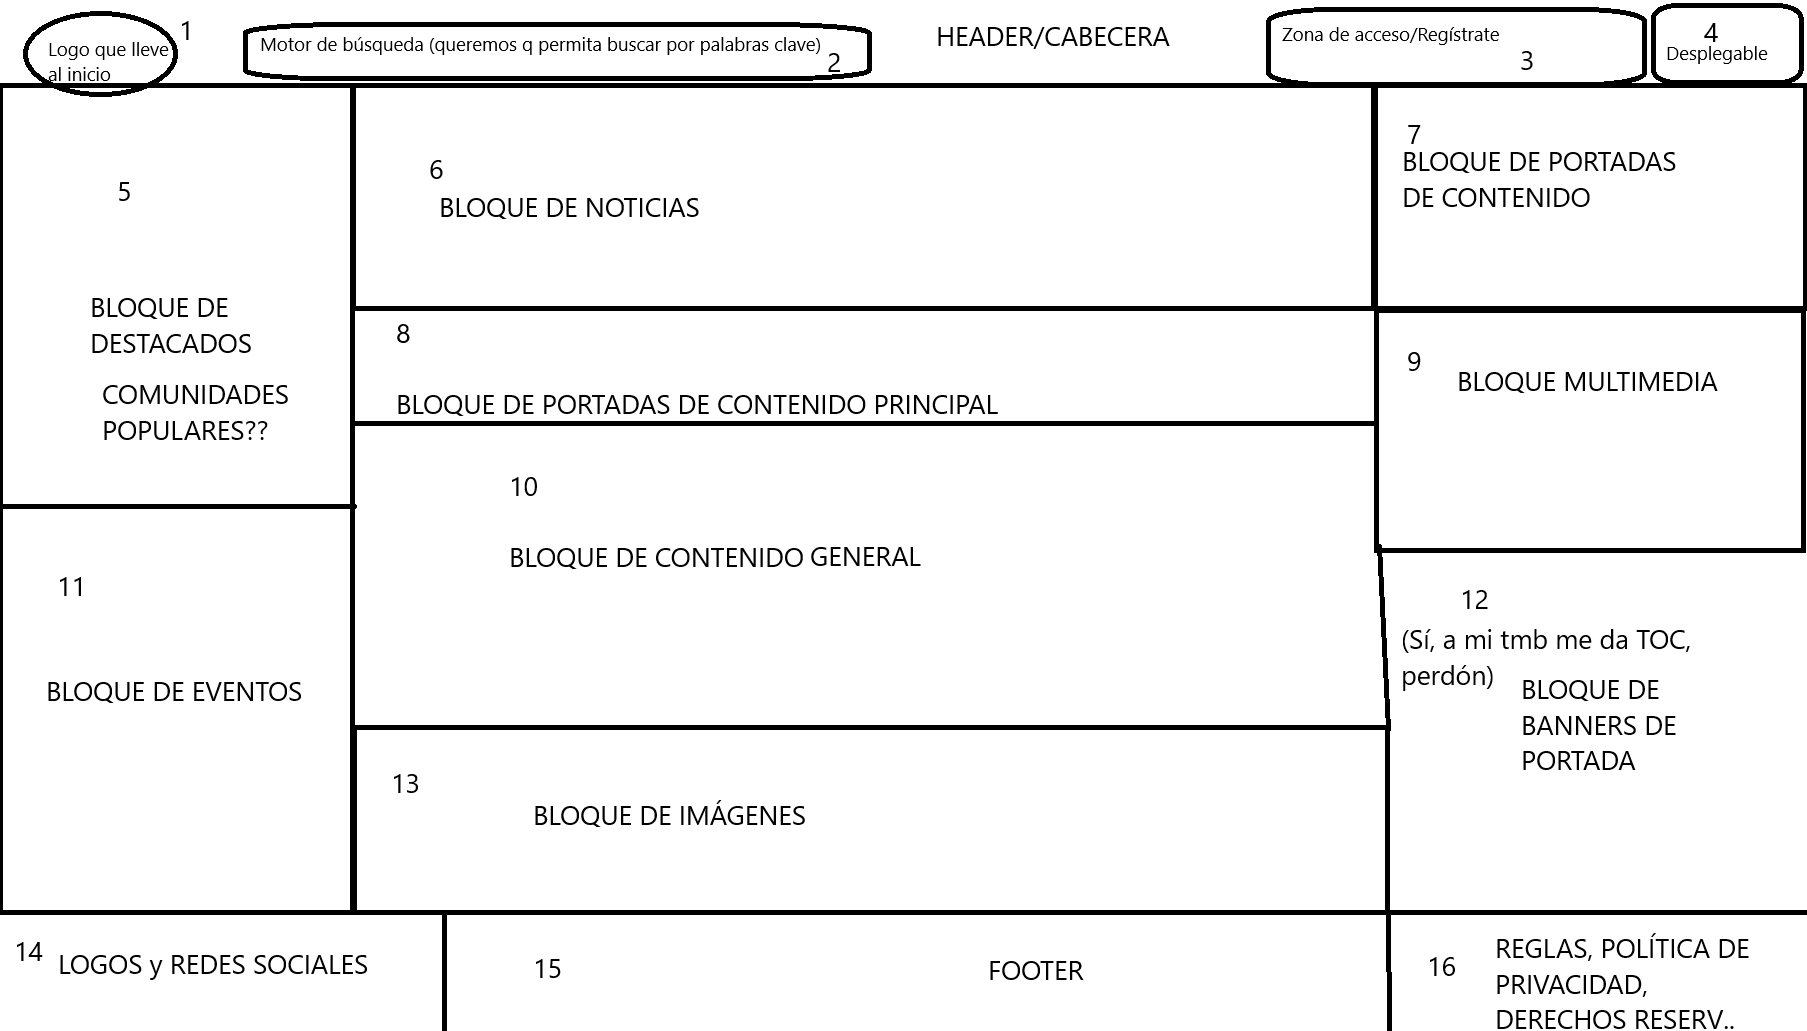 Logo que lleve
al inicio
1
Motor de búsqueda (queremos q permita buscar por palabras clave)
2
HEADER/CABECERA
Zona de acceso/Regístrate
3
4
Desplegable
5
BLOQUE DE
DESTACADOS
COMUNIDADES
POPULARES??
6
BLOQUE DE NOTICIAS
7
BLOQUE DE PORTADAS
DE CONTENIDO
8
BLOQUE DE PORTADAS DE CONTENIDO PRINCIPAL
9
BLOQUE MULTIMEDIA
10
BLOQUE DE CONTENIDO GENERAL
11
BLOQUE DE EVENTOS
12
(Sí, a mi tmb me da TOC,
perdón)
BLOQUE DE
BANNERS DE
PORTADA
13
BLOQUE DE IMÁGENES
14
LOGOS y REDES SOCIALES
15
FOOTER
16
REGLAS, POLÍTICA DE
PRIVACIDAD,
DERECHOS RESERV..